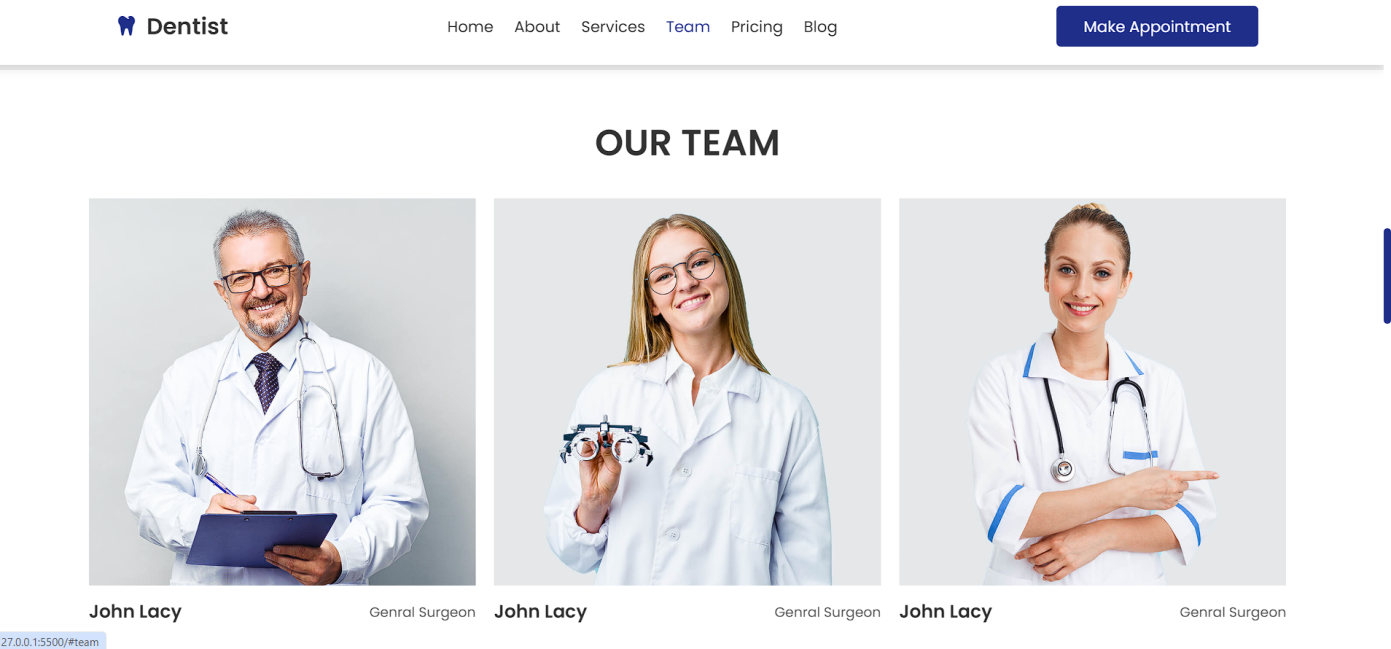 Dentist
Home About Services Team Pricing Blog
Make Appointment
OUR TEAM
John Lacy Genral Surgeon
John Lacy Genral Surgeon
John Lacy Genral Surgeon
27.0.0.1:5500/#team